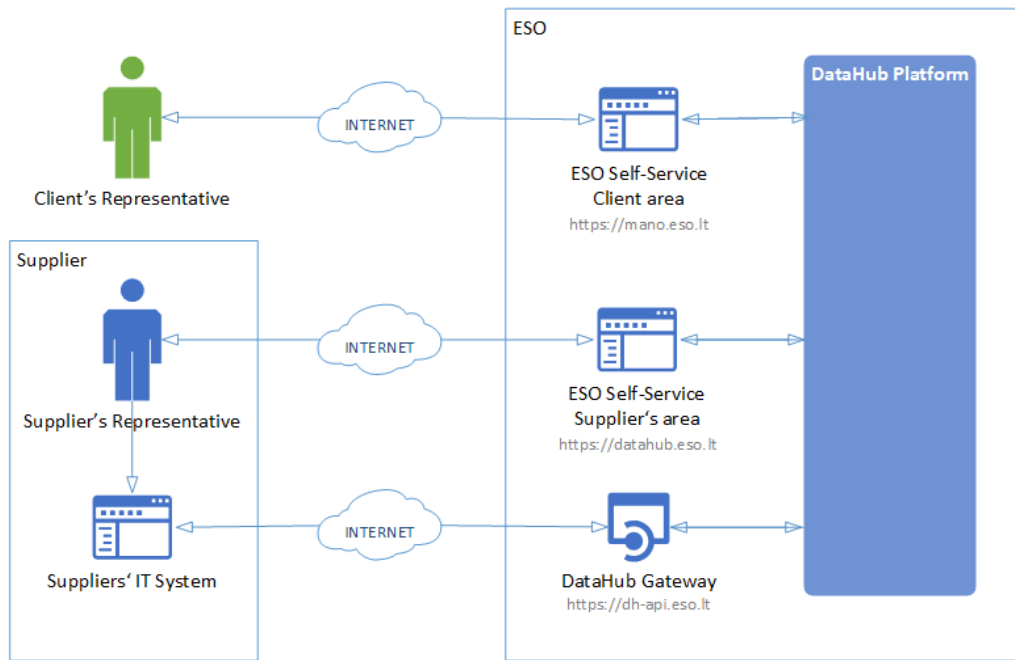 ESO
DataHub Platform
INTERNET
ESO Self-Service
Client area
https://mano.eso.lt
Client’s Representative
Supplier
INTERNET
ESO Self-Service
Supplier‘s area
https://datahub.eso.lt
Supplier’s Representative
INTERNET
Suppliers‘ IT System
DataHub Gateway
https://dh-api.eso.lt